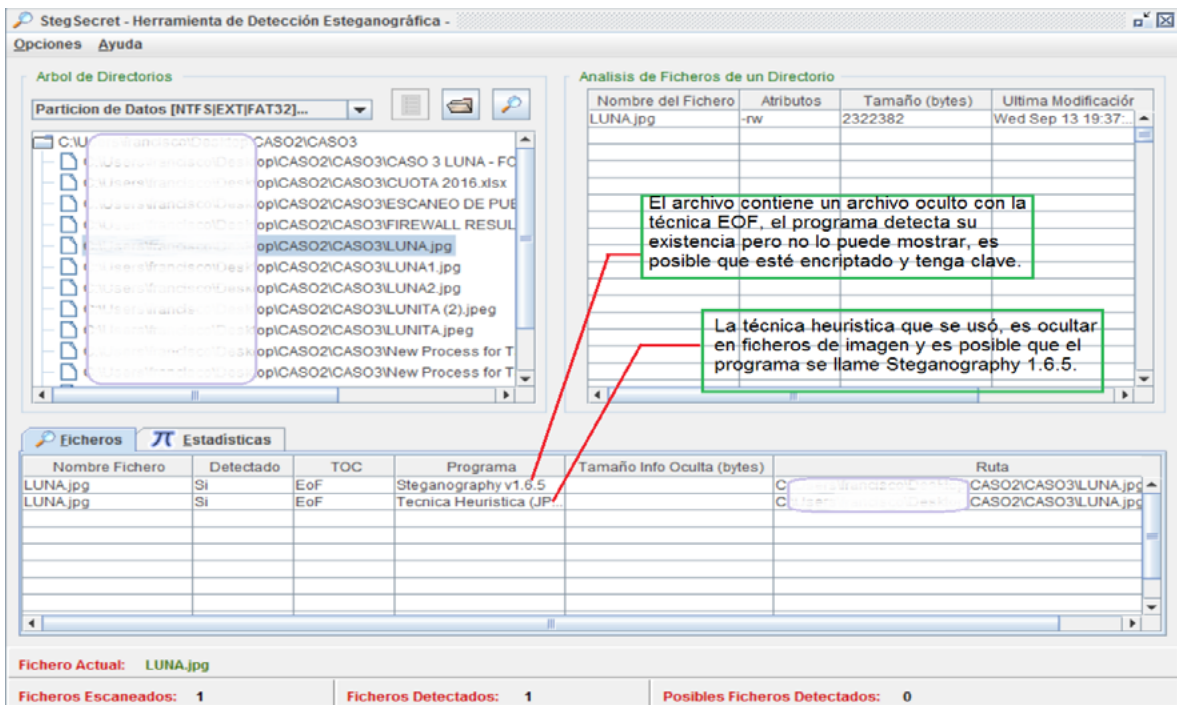 StegSecret - Herramienta de Detección Esteganográfica -
Opciones Ayuda
Arbol de Directorios
Particion de Datos [NTFS|EXT|FAT32]...
CASO2\CASO3
op\CASO2\CASO3\CASO 3 LUNA - FO
op\CASO2\CASO3\CUOTA 2016.xlsx
op\CASO2\CASO3\ESCANEO DE PUE
op\CASO2\CASO3\FIREWALL RESUL
op\CASO2\CASO3\LUNA.jpg
op\CASO2\CASO3\LUNA1.jpg
op\CASO2\CASO3\LUNA2.jpg
op\CASO2\CASO3\LUNITA (2).jpeg
op\CASO2\CASO3\LUNITA.jpeg
op\CASO2\CASO3\New Process for T
op\CASO2\CASO3\New Process for T
Analisis de Ficheros de un Directorio
Nombre del Fichero Atributos Tamaño (bytes) Ultima Modificación
LUNA.jpg -rw 2322382 Wed Sep 13 19:37:...
El archivo contiene un archivo oculto con la
técnica EOF, el programa detecta su
existencia pero no lo puede mostrar, es
posible que esté encriptado y tenga clave.
La técnica heuristica que se usó, es ocultar
en ficheros de imagen y es posible que el
programa se llame Steganography 1.6.5.
Ficheros Estadísticas
Nombre Fichero Detectado TOC Programa Tamaño Info Oculta (bytes) Ruta
LUNA.jpg Si EoF Steganography v1.6.5 CASO2\CASO3\LUNA.jpg
LUNA.jpg Si EoF Tecnica Heuristica (JP... CASO2\CASO3\LUNA.jpg
Fichero Actual: LUNA.jpg
Ficheros Escaneados: 1 Ficheros Detectados: 1 Posibles Ficheros Detectados: 0